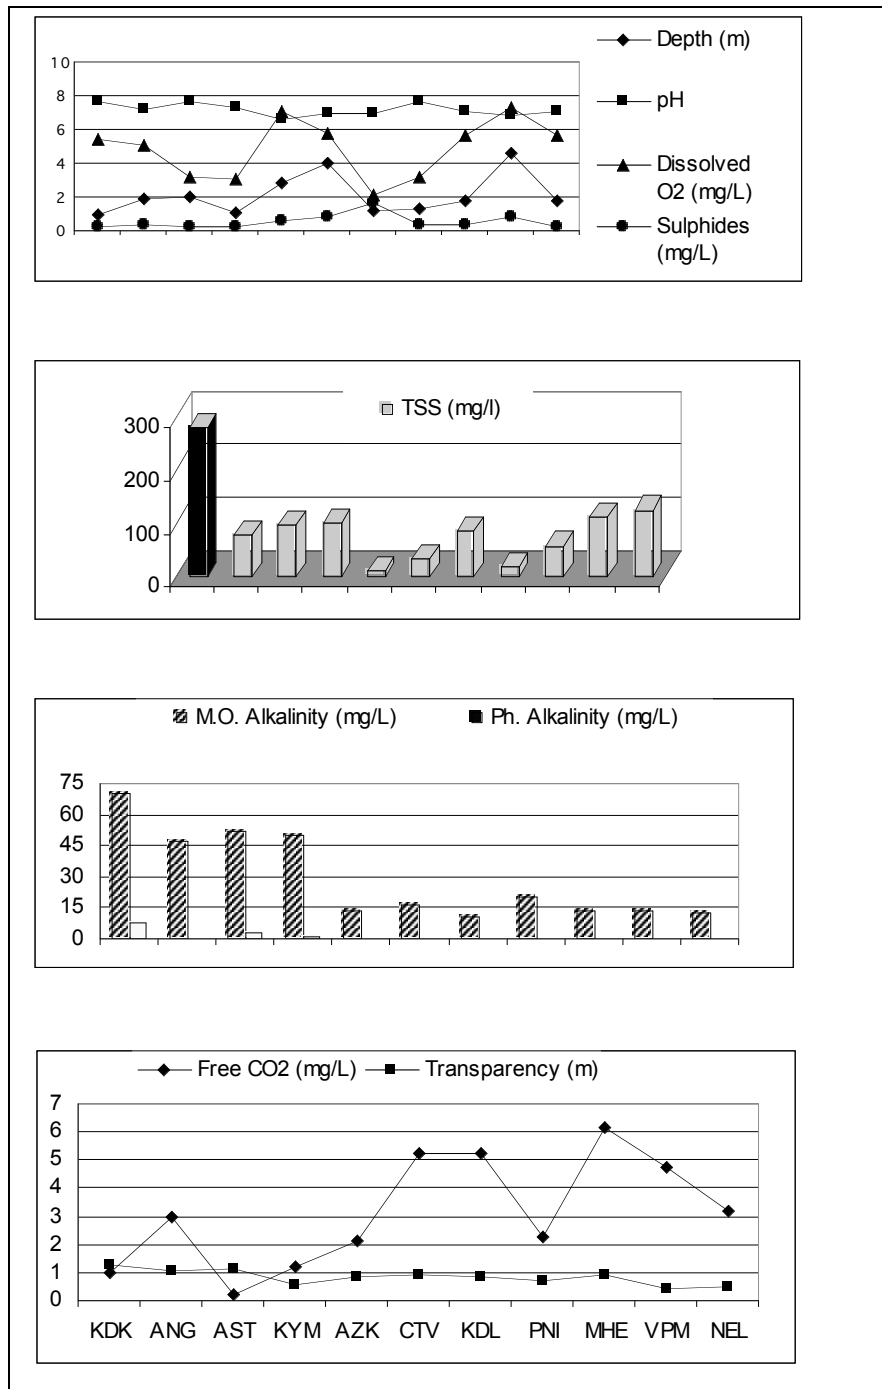 10
8
6
4
2
0
Depth (m)
pH
Dissolved
O2 (mg/L)
Sulphides
(mg/L)
TSS (mg/l)
300
200
100
0
M.O. Alkalinity (mg/L) Ph. Alkalinity (mg/L)
75
60
45
30
15
0
Free CO2 (mg/L) Transparency (m)
7
6
5
4
3
2
1
0
KDK ANG AST KYM AZK CTV KDL PNI MHE VPM NEL